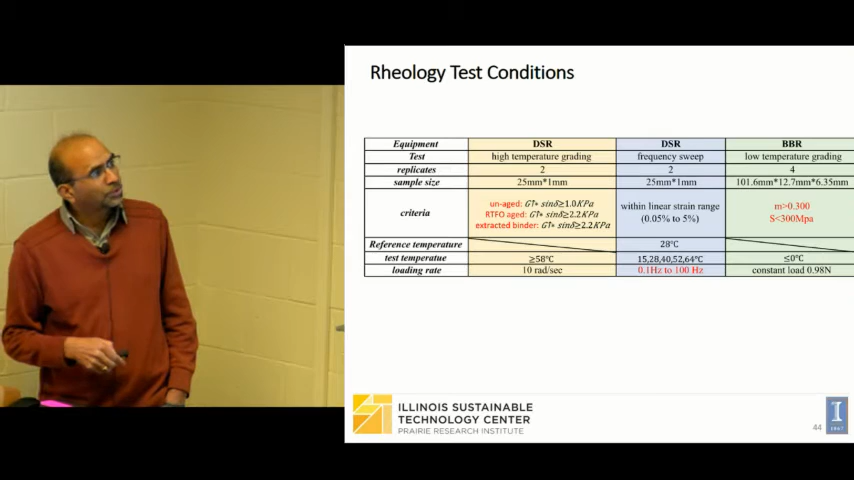 Rheology Test Conditions
Equipment DSR DSR BBR
Test high temperature grading frequency sweep low temperature grading
replicates 2 2 4
sample size 25mm*1mm 25mm*1mm 101.6mm*12.7mm*6.35mm
criteria
un-aged: G*∗ sinδ≥1.0KPa
RTFO aged: G*∗ sinδ≥2.2KPa
extracted binder: G*∗ sinδ≥2.2KPa
within linear strain range
(0.05% to 5%)
m>0.300
S<300Mpa
Reference temperature 28℃
test temperatue ≥58℃ 15,28,40,52,64℃ ≤0℃
loading rate 10 rad/sec 0.1Hz to 100 Hz constant load 0.98N
ILLINOIS SUSTAINABLE
TECHNOLOGY CENTER
PRAIRIE RESEARCH INSTITUTE
44
I
1867